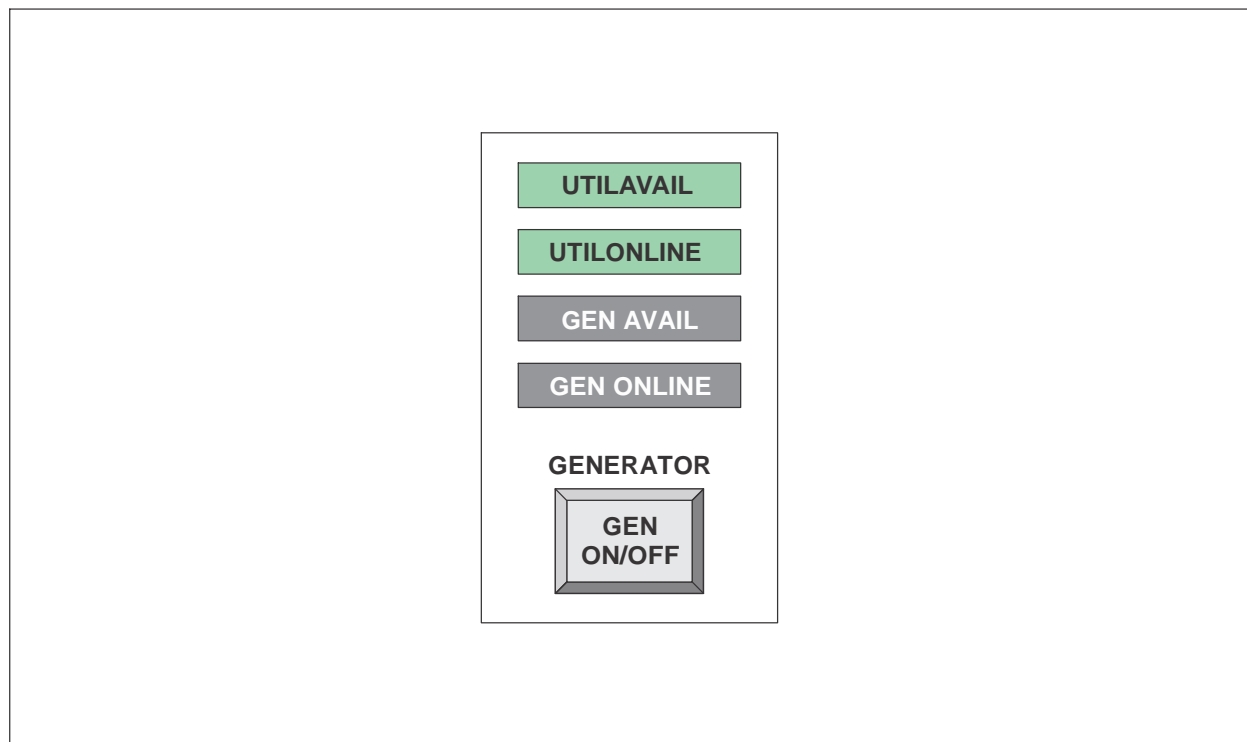 UTILAVAIL
UTILONLINE
GEN AVAIL
GEN ONLINE
GENERATOR
GEN
ON/OFF